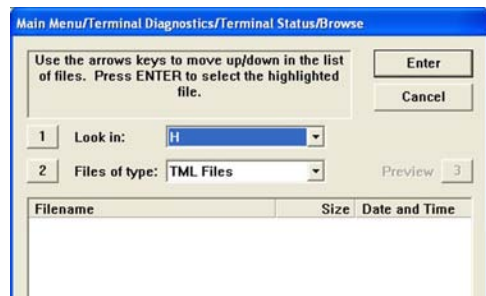 Main Menu/Terminal Diagnostics/Terminal Status/Browse
Use the arrows keys to move up/down in the list
of files. Press ENTER to select the highlighted
file.
Enter
Cancel
1 Look in: H
2 Files of type: TML Files Preview 3
Filename Size Date and Time